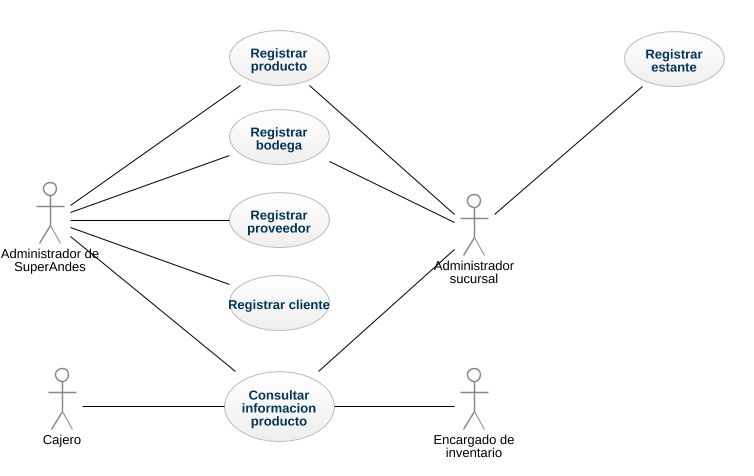 Registrar
producto
Registrar
estante
Registrar
bodega
Registrar
proveedor
Administrador de
SuperAndes
Administrador
sucursal
Registrar cliente
Consultar
informacion
producto
Cajero
Encargado de
inventario